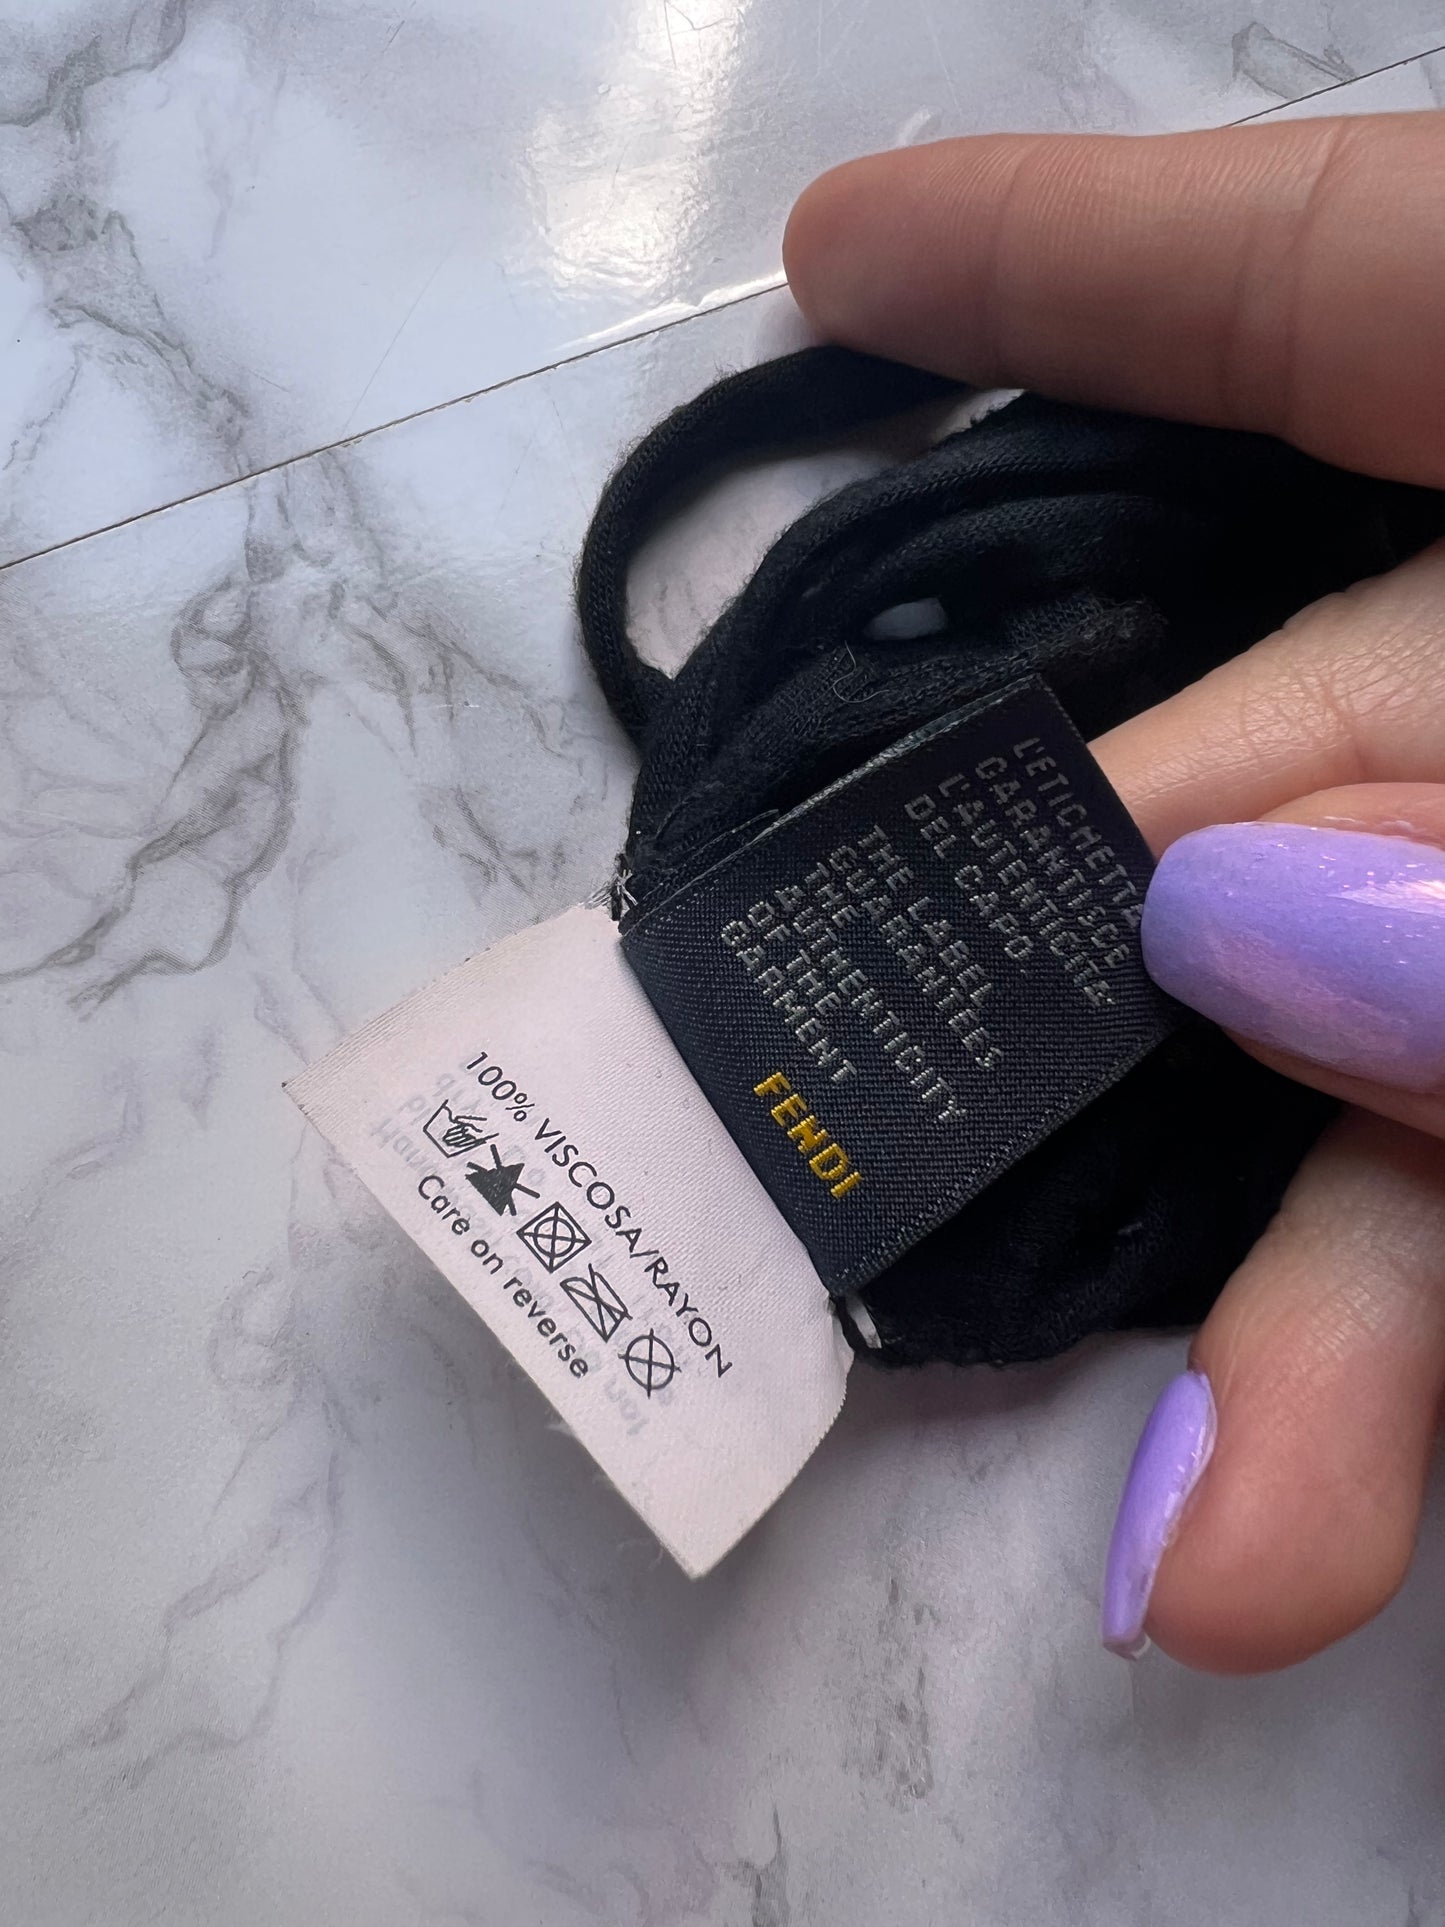 L'ETICHETTA
GARANTISCE
L'AUTENTICITA'
DEL CAPO.
THE LABEL
GUARANTEES
THE
AUTHENTICITY
OF THE
GARMENT
FENDI
100% VISCOSA/RAYON
Care on reverse